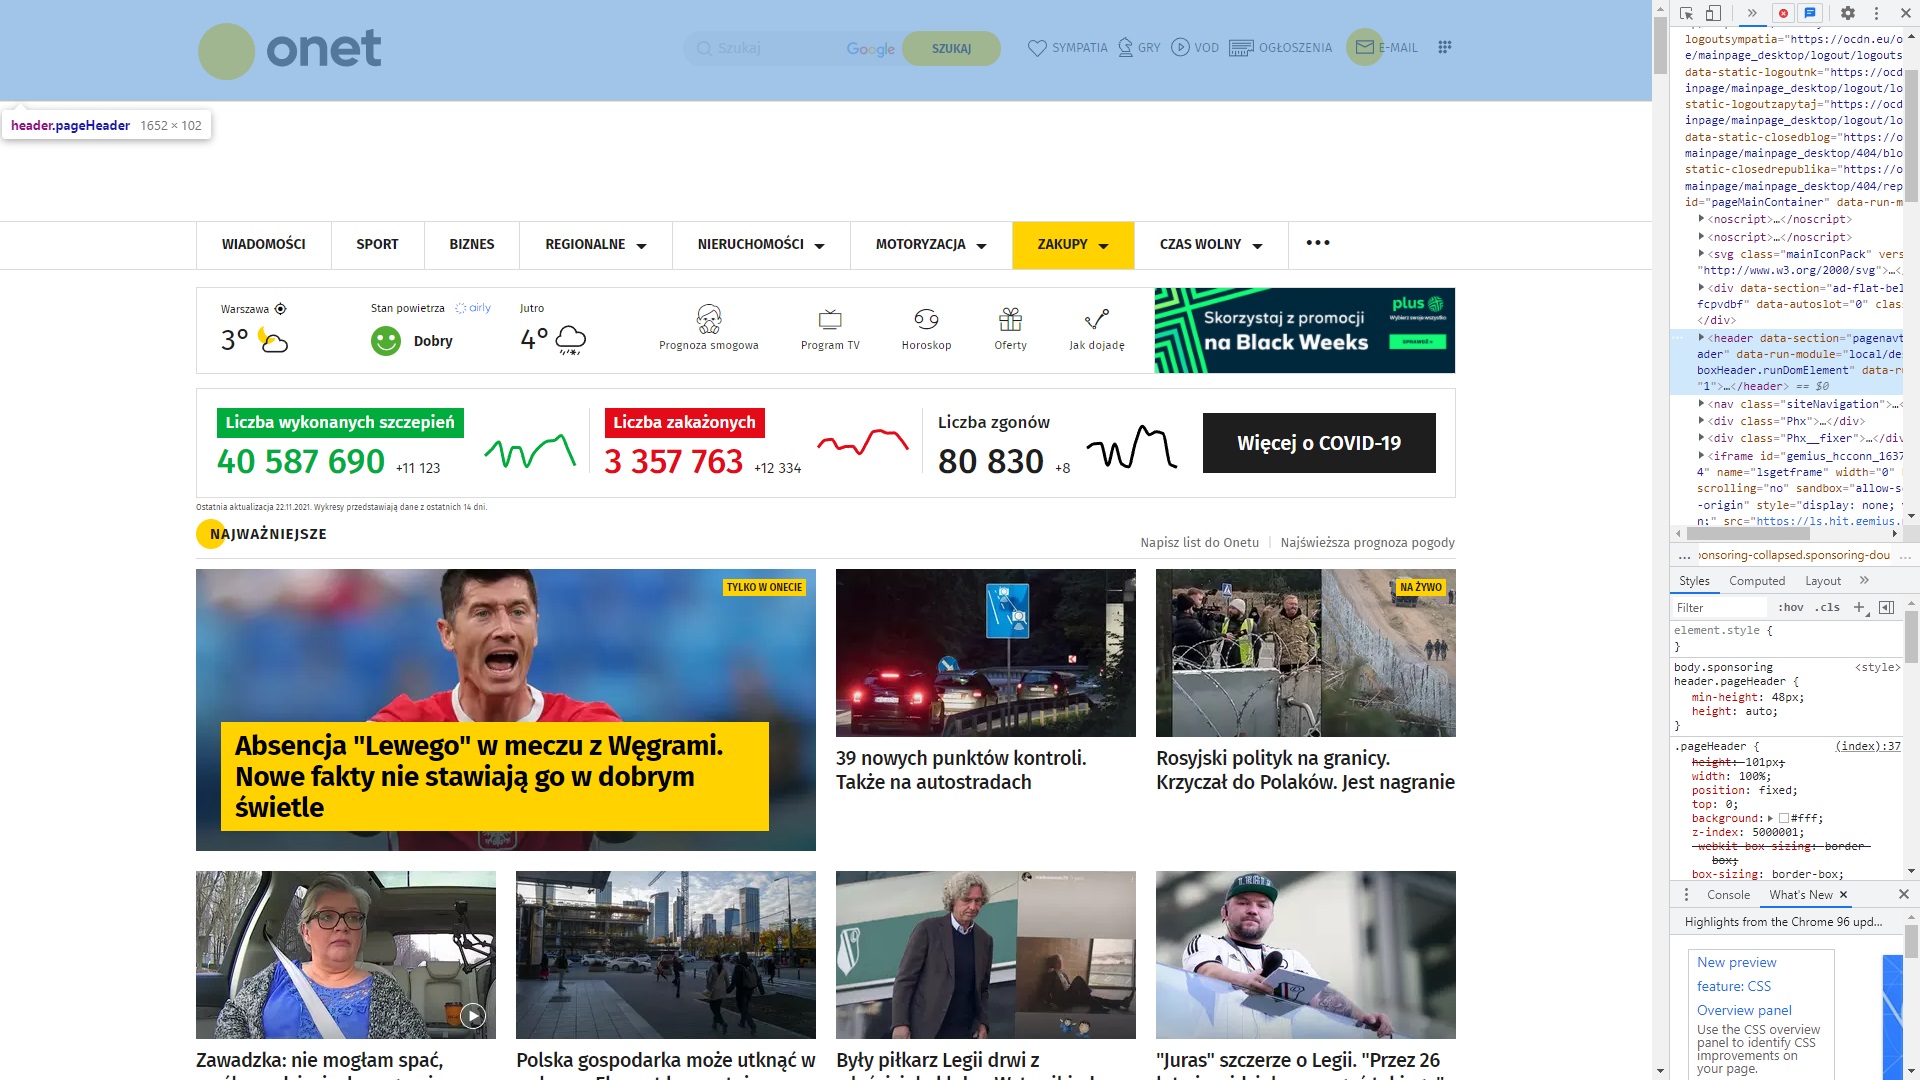 onet
Szukaj
Google
SZUKAJ
SYMPATIA
GRY
VOD
OGŁOSZENIA
E-MAIL
header.pageHeader 1652 × 102
WIADOMOŚCI
SPORT
BIZNES
REGIONALNE
NIERUCHOMOŚCI
MOTORYZACJA
ZAKUPY
CZAS WOLNY
•••
Warszawa
3°
Stan powietrza
airly
Dobry
Jutro
4°
Prognoza smogowa
Program TV
Horoskop
Oferty
Jak dojadę
Skorzystaj z promocji
na Black Weeks
plus
Wybierz swoje wszystko
SPRAWDŹ >
Liczba wykonanych szczepień
40 587 690 +11 123
Liczba zakażonych
3 357 763 +12 334
Liczba zgonów
80 830 +8
Więcej o COVID-19
Ostatnia aktualizacja 22.11.2021. Wykresy przedstawiają dane z ostatnich 14 dni.
NAJWAŻNIEJSZE
Napisz list do Onetu
Najświeższa prognoza pogody
TYLKO W ONECIE
Absencja "Lewego" w meczu z Węgrami.
Nowe fakty nie stawiają go w dobrym
świetle
39 nowych punktów kontroli.
Także na autostradach
NA ŻYWO
Rosyjski polityk na granicy.
Krzyczał do Polaków. Jest nagranie
Zawadzka: nie mogłam spać,
Polska gospodarka może utknąć w
Były piłkarz Legii drwi z
"Juras" szczerze o Legii. "Przez 26
logoutsympatia="https://ocdn.eu/o
e/mainpage_desktop/logout/logouts
data-static-logoutnk="https://ocd
inpage/mainpage_desktop/logout/lo
static-logoutzapytaj="https://ocd
inpage/mainpage_desktop/logout/lo
data-static-closedblog="https://o
mainpage/mainpage_desktop/404/blo
static-closedrepublika="https://o
mainpage/mainpage_desktop/404/rep
id="pageMainContainer" data-run-m
<noscript>…</noscript>
<noscript>…</noscript>
<svg class="mainIconPack" vers
"http://www.w3.org/2000/svg">…<
<div data-section="ad-flat-bel
fcpvdbf" data-autoslot="0" clas
</div>
<header data-section="pagenavt
ader" data-run-module="local/de
boxHeader.runDomElement" data-r
"1">…</header> == $0
<nav class="siteNavigation">…<
<div class="Phx">…</div>
<div class="Phx__fixer">…</div
<iframe id="gemius_hcconn_1637
4" name="lsgetframe" width="0"
scrolling="no" sandbox="allow-s
-origin" style="display: none;
n;" src="https://ls.hit.gemius.
… onsoring-collapsed.sponsoring-dou …
Styles
Computed
Layout
Filter
:hov
.cls
+
element.style {
}
body.sponsoring <style>
header.pageHeader {
min-height: 48px;
height: auto;
}
.pageHeader { (index):37
height: 101px;
width: 100%;
position: fixed;
top: 0;
background: #fff;
z-index: 5000001;
-webkit-box-sizing: border-
box;
box-sizing: border-box;
Console
What's New
Highlights from the Chrome 96 upd...
New preview
feature: CSS
Overview panel
Use the CSS overview
panel to identify CSS
improvements on
your page.